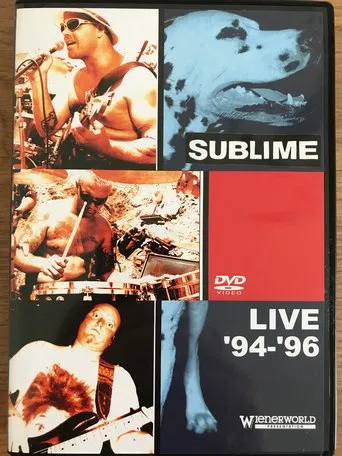 SUBLIME
DVD
VIDEO
LIVE
'94-'96
WIENERWORLD
PRESENTATION